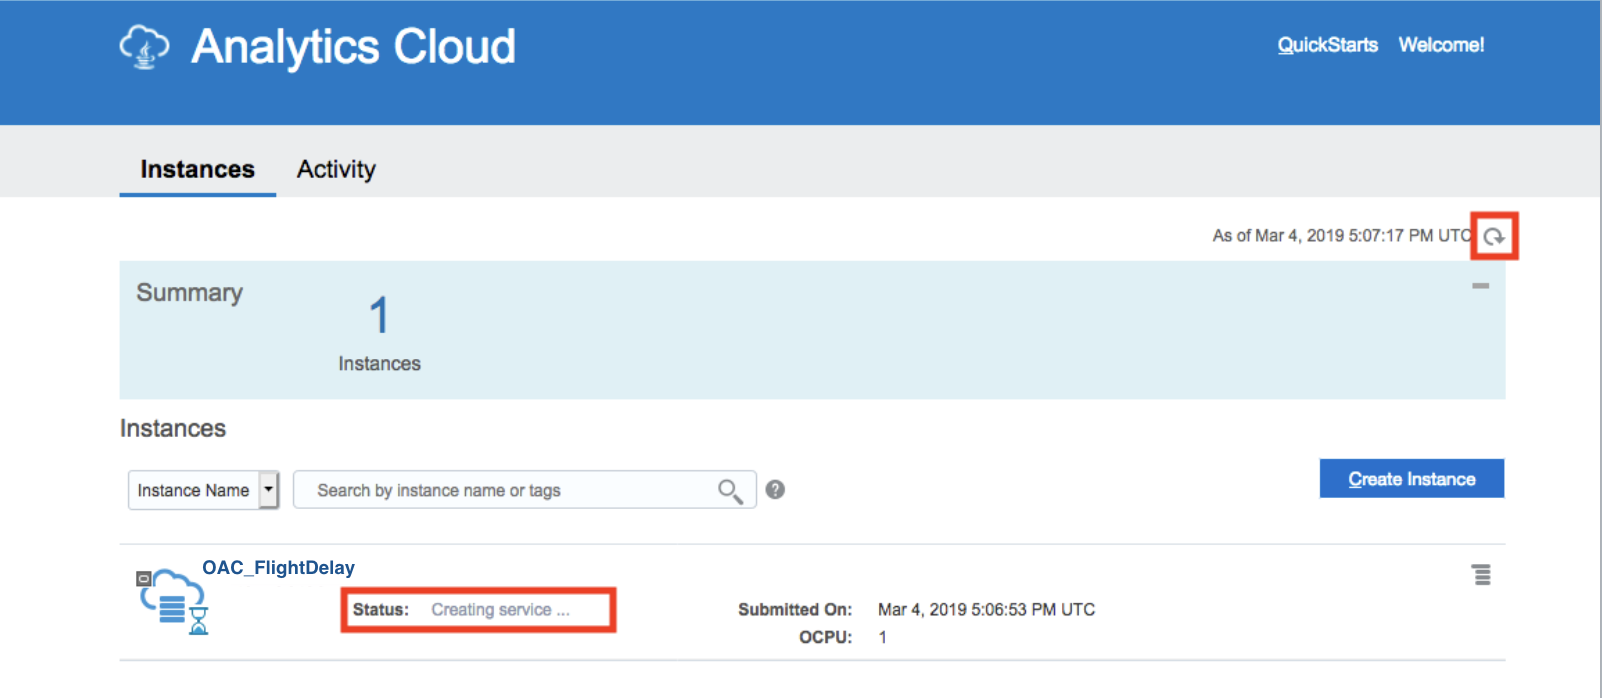 Analytics Cloud
QuickStarts Welcome!
Instances Activity
As of Mar 4, 2019 5:07:17 PM UTC
Summary
1
Instances
Instances
Instance Name Search by instance name or tags ?
Create Instance
OAC_FlightDelay
Status: Creating service ... Submitted On: Mar 4, 2019 5:06:53 PM UTC
OCPU: 1